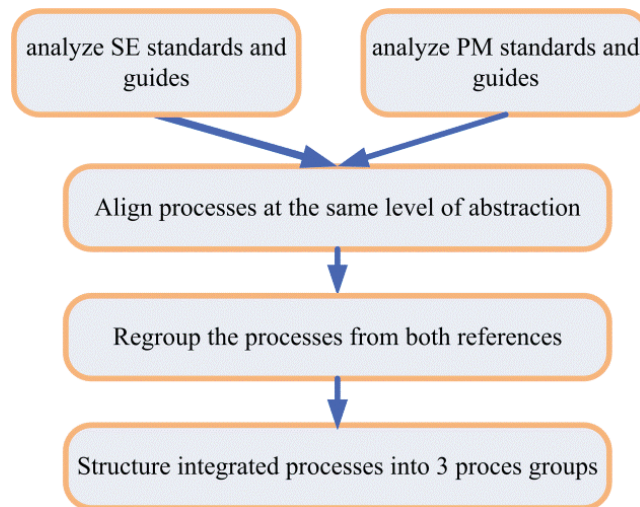 analyze SE standards and
guides
analyze PM standards and
guides
Align processes at the same level of abstraction
Regroup the processes from both references
Structure integrated processes into 3 proces groups